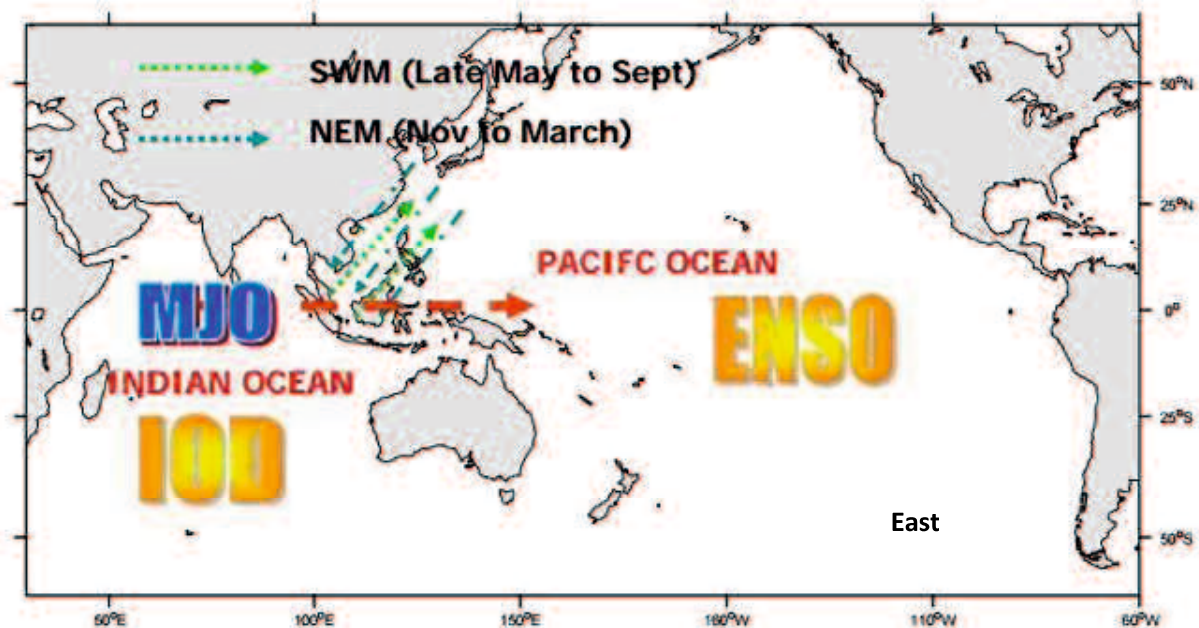 SWM (Late May to Sept)
50°N
NEM (Nov to March)
25°N
PACIFC OCEAN
MJO
ENSO
0°
INDIAN OCEAN
25°S
IOD
East
50°S
50°E 100°E 150°E 160°W 110°W 60°W